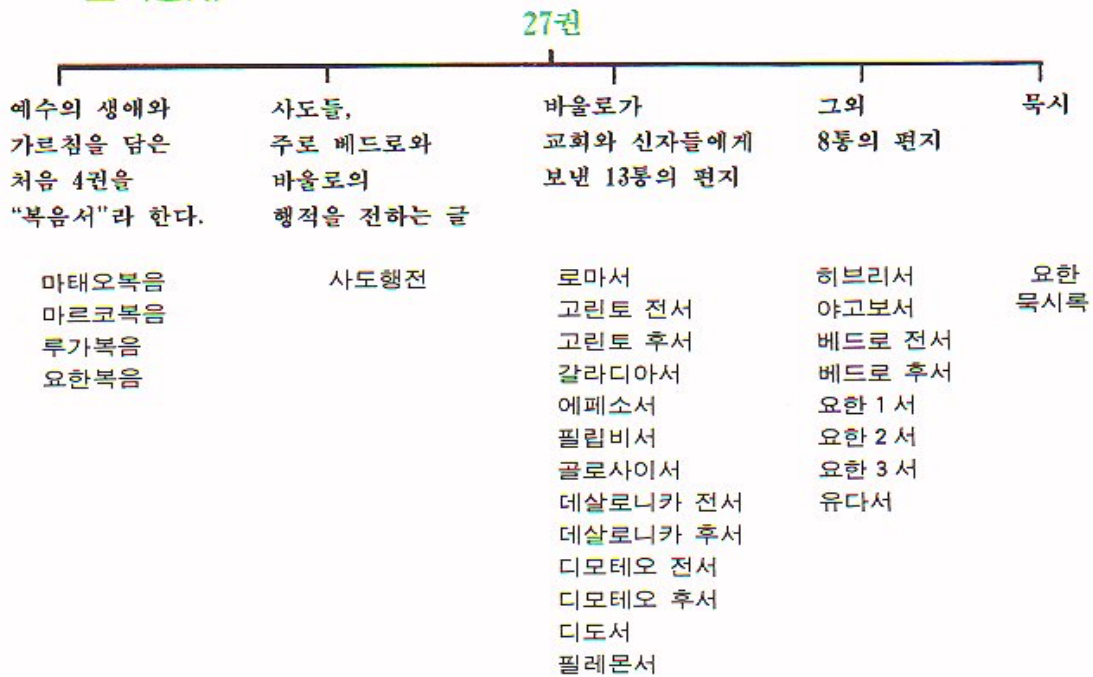 27권
예수의 생애와
가르침을 담은
처음 4권을
“복음서”라 한다.
사도들,
주로 베드로와
바울로의
행적을 전하는 글
바울로가
교회와 신자들에게
보낸 13통의 편지
그외
8통의 편지
묵시
마태오복음
마르코복음
루가복음
요한복음
사도행전
로마서
고린토 전서
고린토 후서
갈라디아서
에페소서
필립비서
골로사이서
데살로니카 전서
데살로니카 후서
디모테오 전서
디모테오 후서
디도서
필레몬서
히브리서
야고보서
베드로 전서
베드로 후서
요한 1 서
요한 2 서
요한 3 서
유다서
요한
묵시록